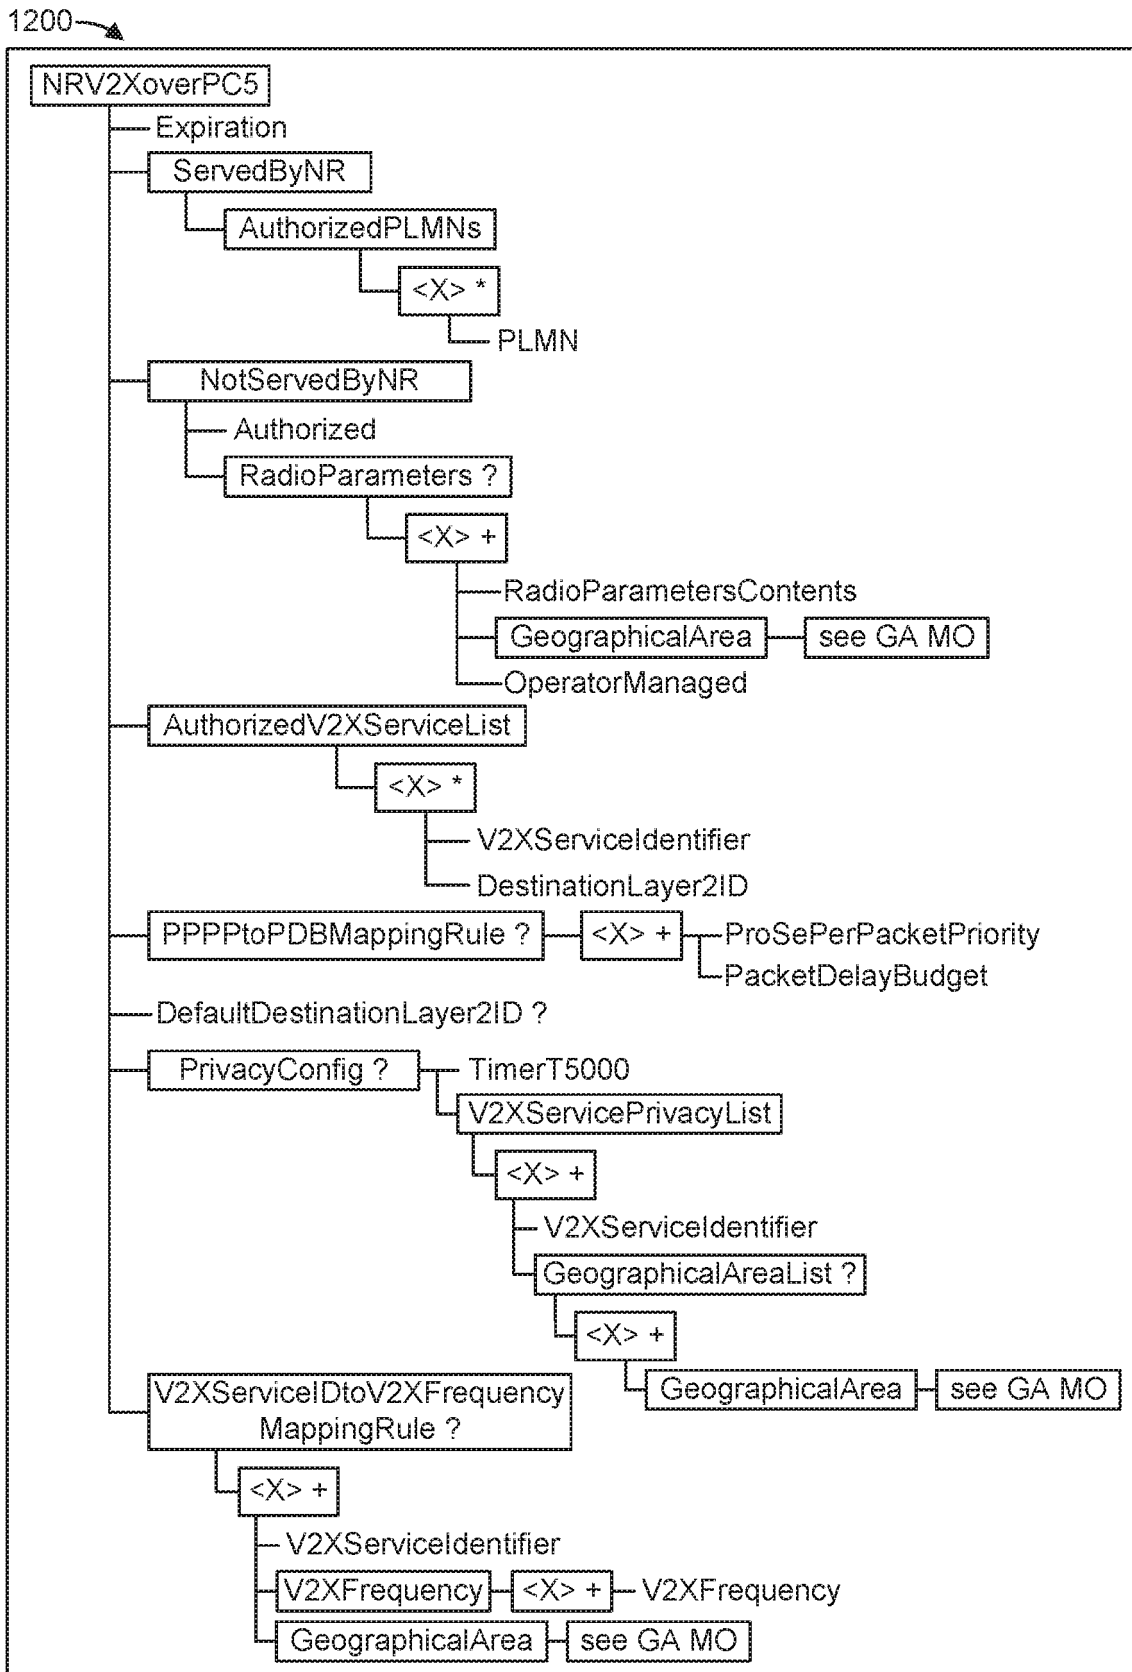 1200
NRV2XoverPC5
Expiration
ServedByNR
AuthorizedPLMNs
<X> *
PLMN
NotServedByNR
Authorized
RadioParameters ?
<X> +
RadioParametersContents
GeographicalArea see GA MO
OperatorManaged
AuthorizedV2XServiceList
<X> *
V2XServiceIdentifier
DestinationLayer2ID
PPPPtoPDBMappingRule ? <X> + ProSePerPacketPriority
PacketDelayBudget
DefaultDestinationLayer2ID ?
PrivacyConfig ? TimerT5000
V2XServicePrivacyList
<X> +
V2XServiceIdentifier
GeographicalAreaList ?
<X> +
GeographicalArea see GA MO
V2XServiceIDtoV2XFrequency
MappingRule ?
<X> +
V2XServiceIdentifier
V2XFrequency <X> + V2XFrequency
GeographicalArea see GA MO